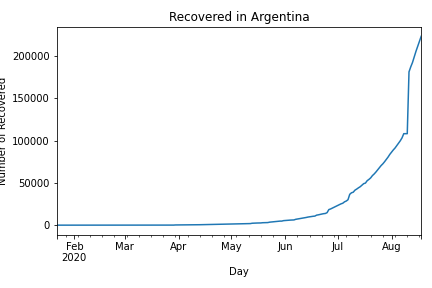 Recovered in Argentina
Number of Recovered
200000
150000
100000
50000
0
Feb
2020
Mar
Apr
May
Jun
Jul
Aug
Day